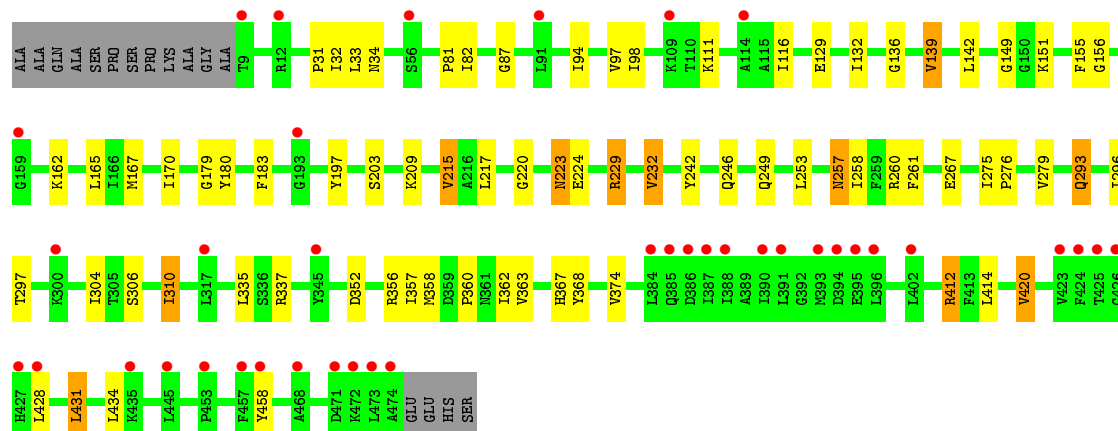 ALA ALA GLN ALA SER PRO PRO LYS ALA GLY ALA T9 R12 P31 I32 L33 N34 S56 P81 I82 G87 L91 I94 V97 I98 K109 T110 K111 A114 A115 I116 E129 I132 G136 V139 L142 G149 G150 K151 F155 G156
G159 K162 L165 I166 M167 I170 G179 Y180 F183 G193 Y197 S203 K209 V215 A216 L217 G220 N223 E224 R229 V232 Y242 Q246 Q249 L253 N257 I258 F259 R260 F261 E267 I275 P276 V279 Q293 I296
T297 K300 I304 T305 S306 I310 L317 L335 S336 R337 Y345 D352 R356 I357 M358 D359 P360 N361 I362 V363 H367 Y368 V374 L384 Q385 D386 I387 I388 A389 I390 I391 G392 M393 D394 E395 L396 L402 R412 F413 L414 V420 V423 F424 T425 G426
H427 L428 L431 L434 K435 L445 P453 F457 Y458 A468 D471 K472 L473 A474 GLU GLU HIS SER